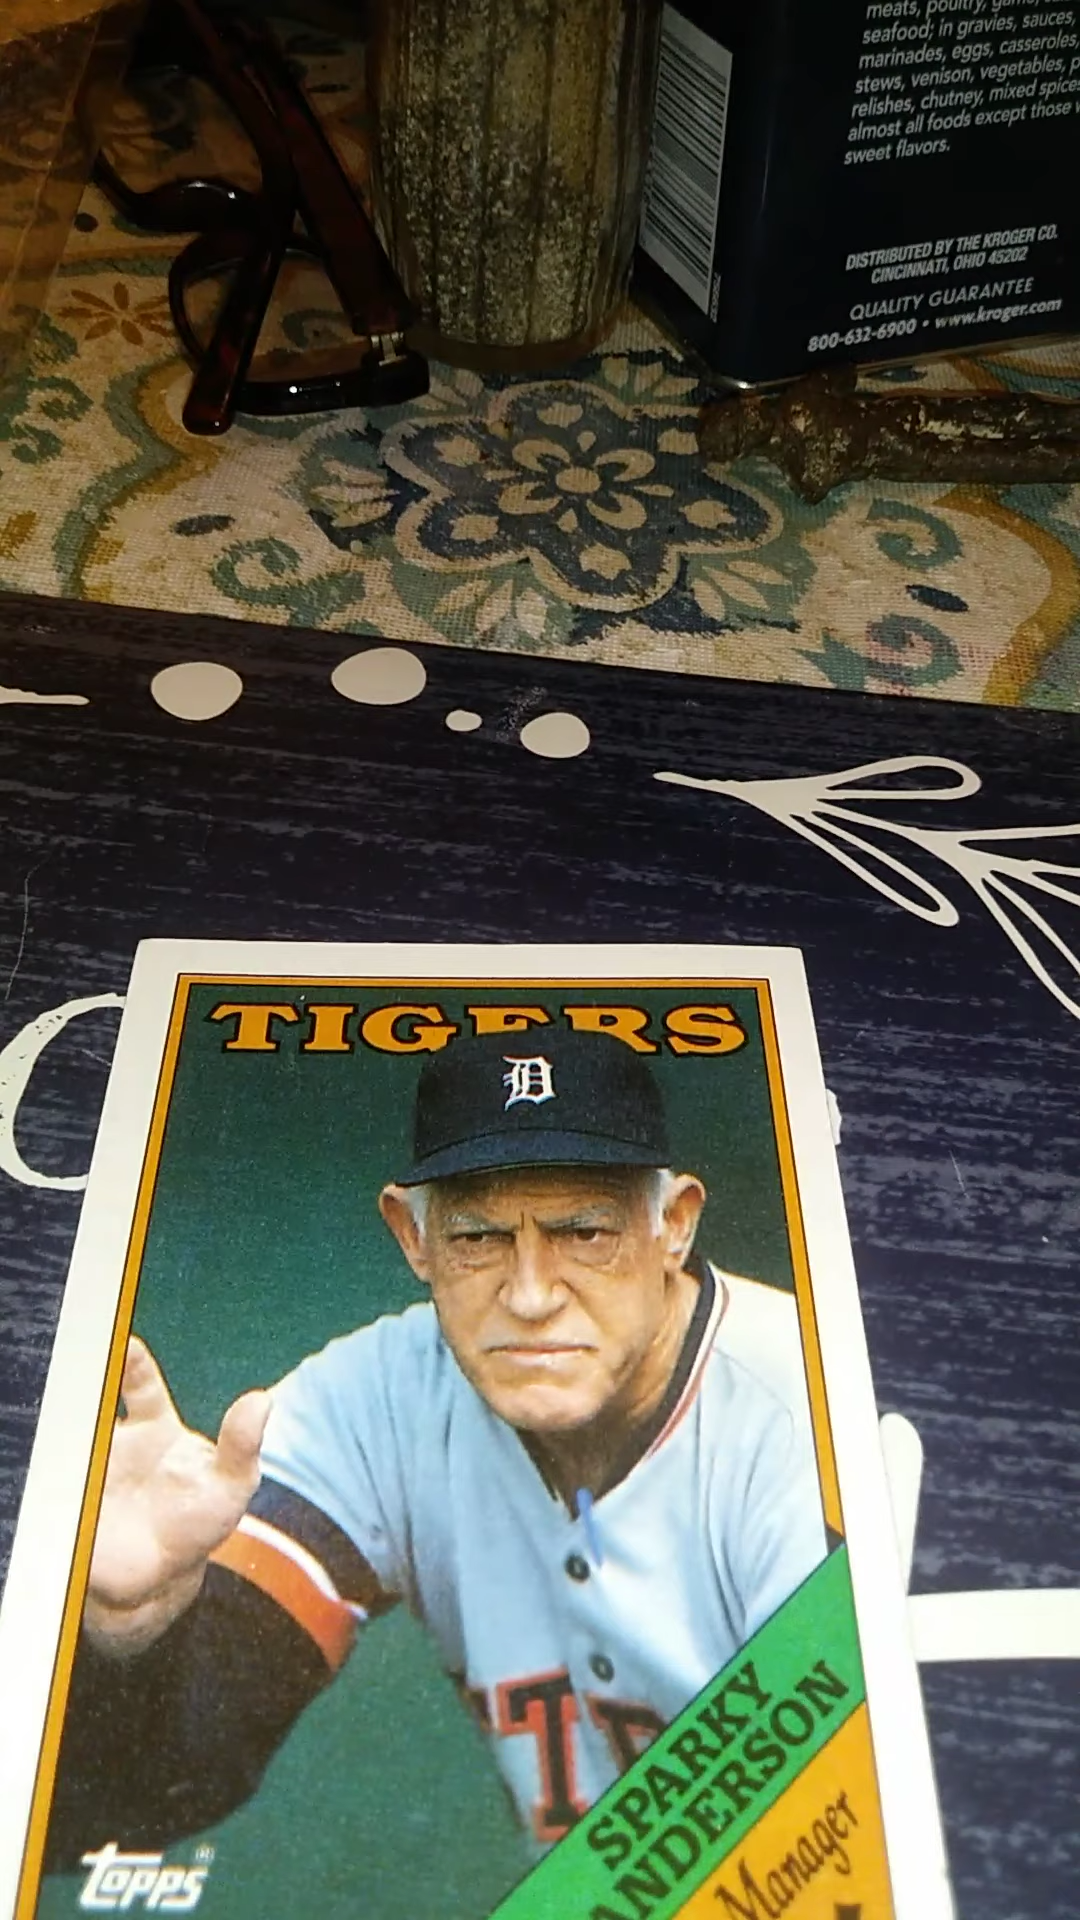 meats, poultry,
seafood; in gravies, sauces,
marinades, eggs, casseroles,
stews, venison, vegetables,
relishes, chutney, mixed spices
almost all foods except those
sweet flavors.
DISTRIBUTED BY THE KROGER CO.
CINCINNATI, OHIO 45202
QUALITY GUARANTEE
800-632-6900 • www.kroger.com
TIGERS
D
SPARKY
ANDERSON
Manager
TOPPS